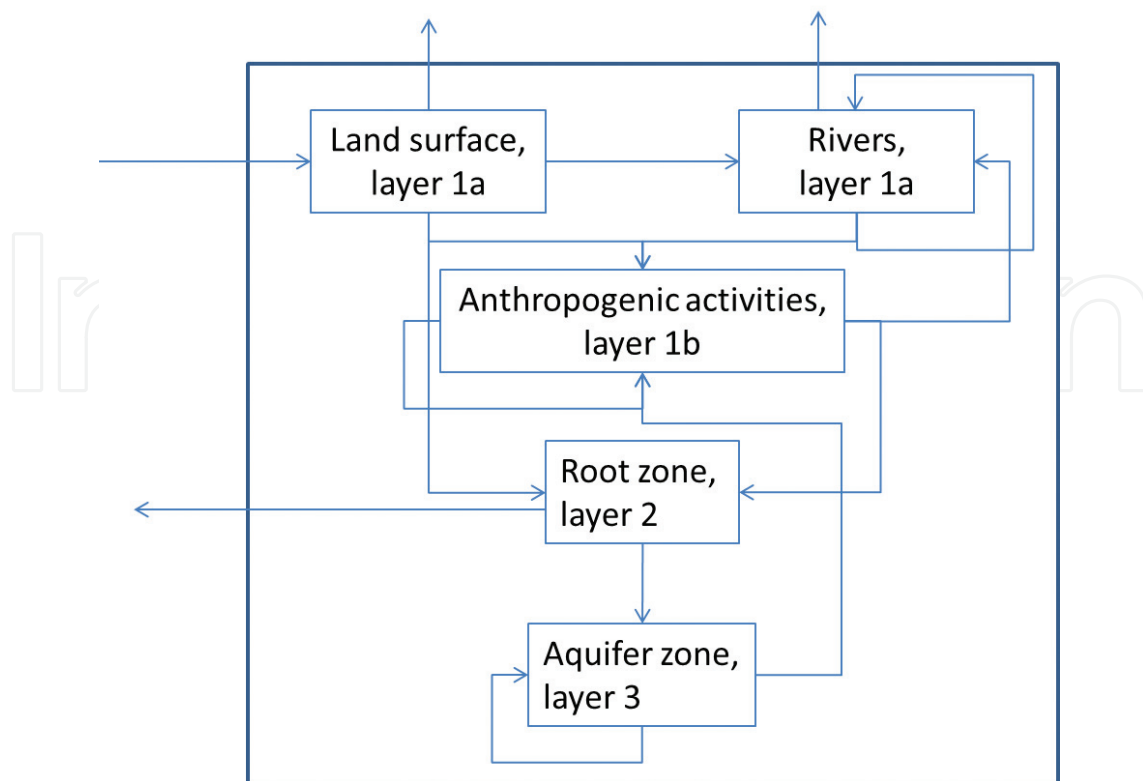 Land surface,
layer 1a
Rivers,
layer 1a
Anthropogenic activities,
layer 1b
Root zone,
layer 2
Aquifer zone,
layer 3